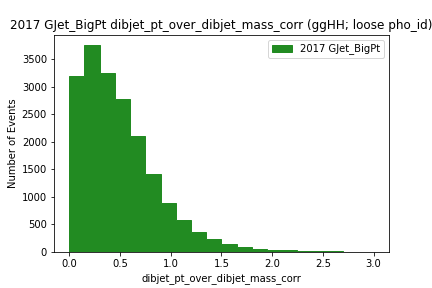 2017 GJet_BigPt dibjet_pt_over_dibjet_mass_corr (ggHH; loose pho_id)
2017 GJet_BigPt
Number of Events
3500
3000
2500
2000
1500
1000
500
0
0.0 0.5 1.0 1.5 2.0 2.5 3.0
dibjet_pt_over_dibjet_mass_corr